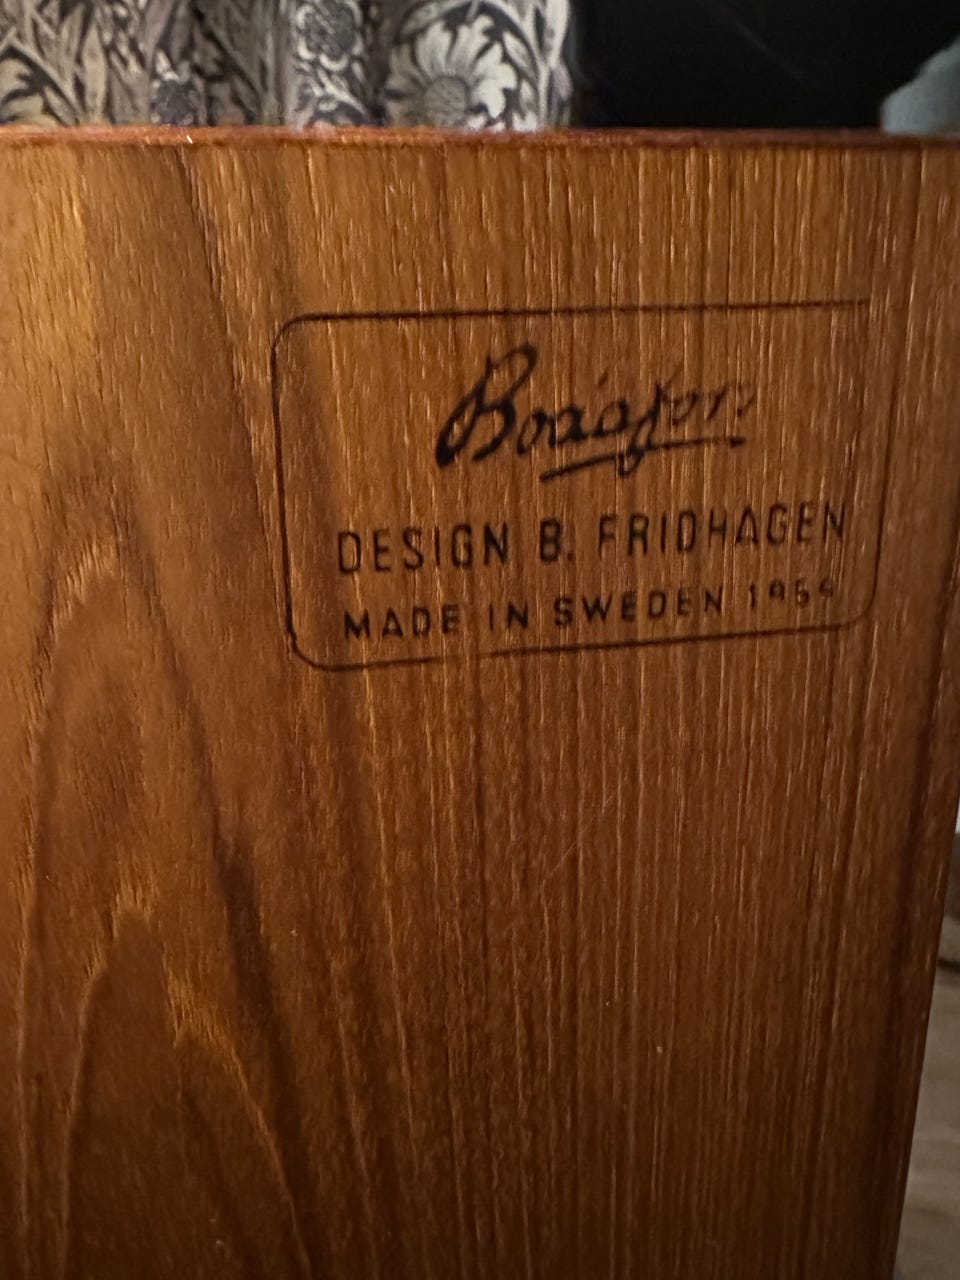 Bodafors
DESIGN B. FRIDHAGEN
MADE IN SWEDEN